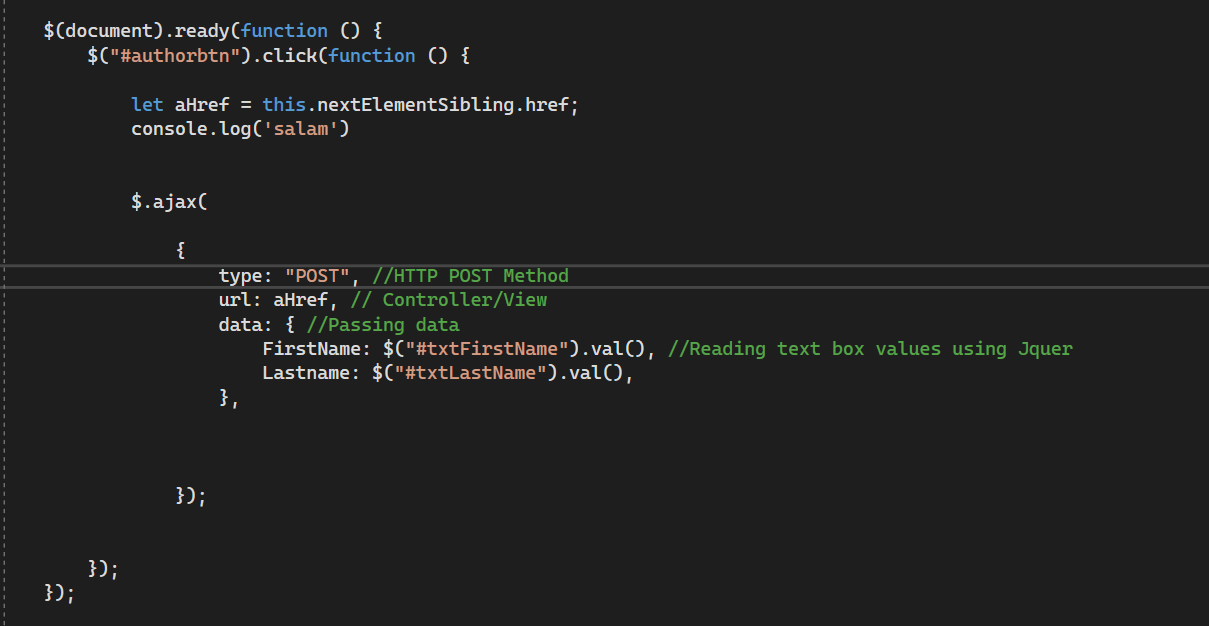 $(document).ready(function () {
$("#authorbtn").click(function () {
let aHref = this.nextElementSibling.href;
console.log('salam')
$.ajax(
{
type: "POST", //HTTP POST Method
url: aHref, // Controller/View
data: { //Passing data
FirstName: $("#txtFirstName").val(), //Reading text box values using Jquer
Lastname: $("#txtLastName").val(),
},
});
});
});